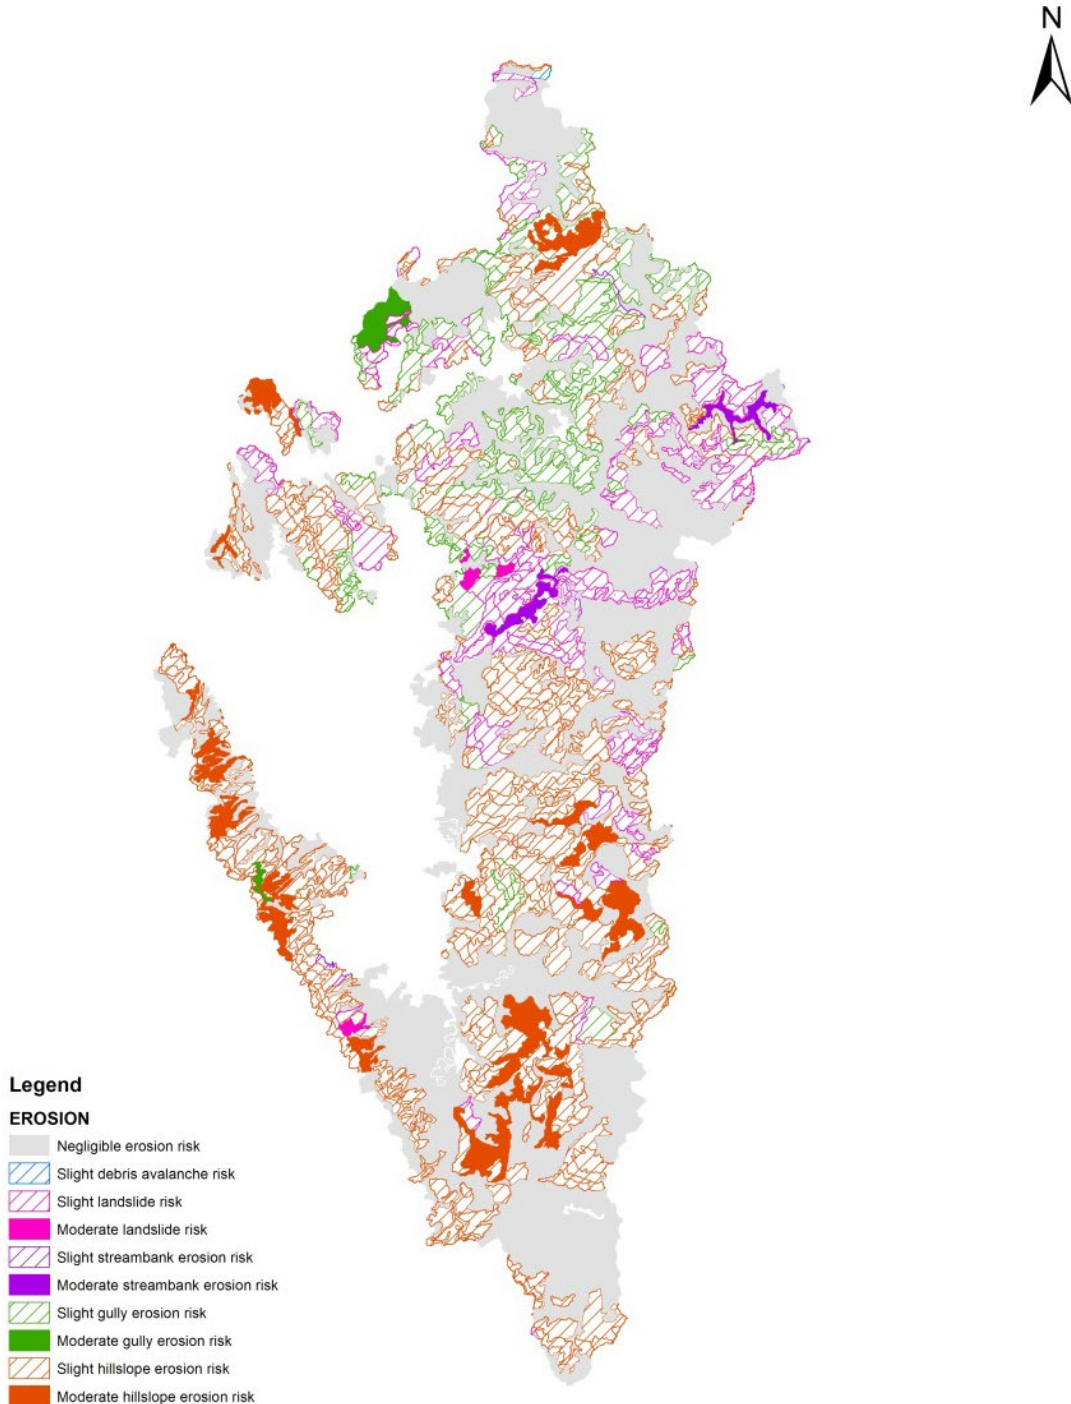 N
Legend
EROSION
Negligible erosion risk
Slight debris avalanche risk
Slight landslide risk
Moderate landslide risk
Slight streambank erosion risk
Moderate streambank erosion risk
Slight gully erosion risk
Moderate gully erosion risk
Slight hillslope erosion risk
Moderate hillslope erosion risk